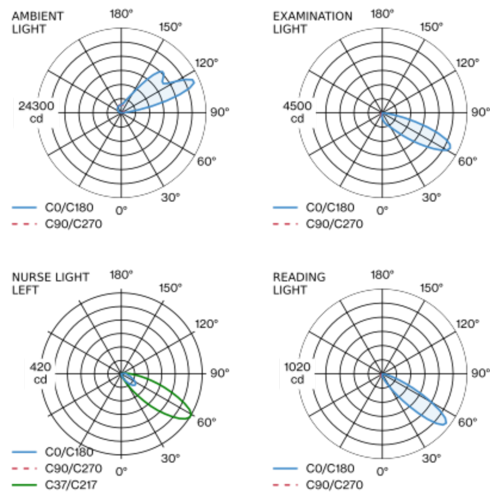 AMBIENT
LIGHT
180°
150°
120°
90°
60°
30°
0°
24300
cd
C0/C180
C90/C270
EXAMINATION
LIGHT
180°
150°
120°
90°
60°
30°
0°
4500
cd
C0/C180
C90/C270
NURSE LIGHT
LEFT
180°
150°
120°
90°
60°
30°
0°
420
cd
C0/C180
C90/C270
C37/C217
READING
LIGHT
180°
150°
120°
90°
60°
30°
0°
1020
cd
C0/C180
C90/C270